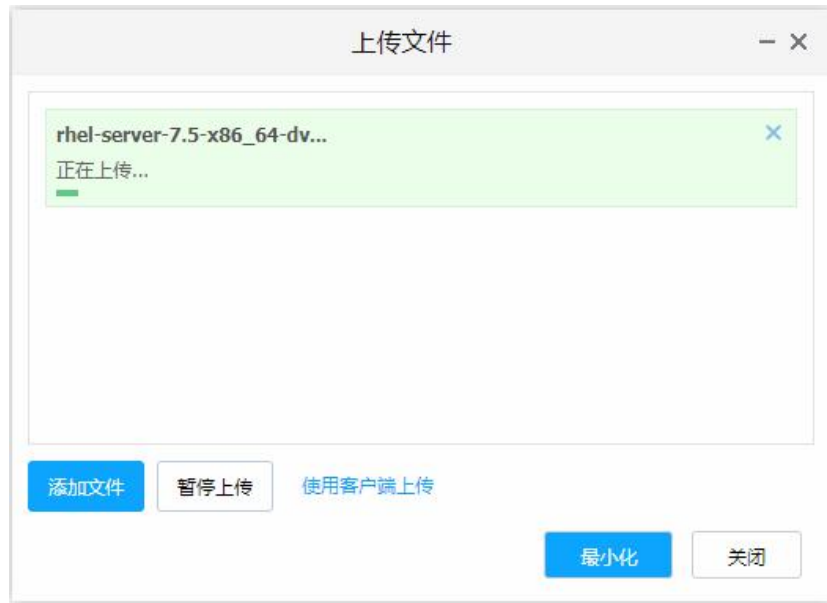 上传文件
rhel-server-7.5-x86_64-dv...
正在上传...
添加文件 暂停上传 使用客户端上传
最小化 关闭